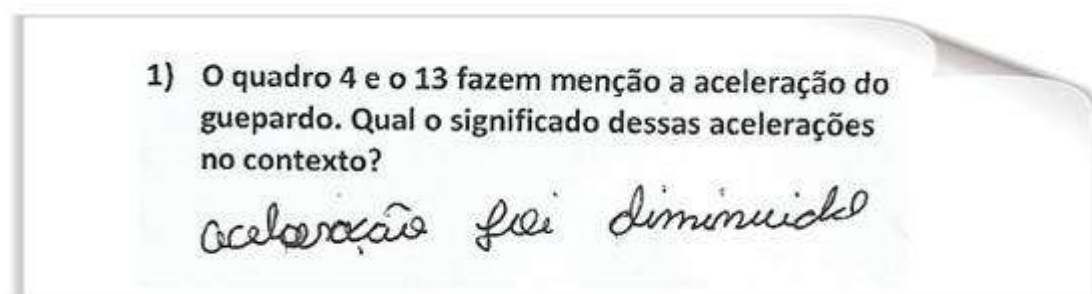 1) O quadro 4 e o 13 fazem menção a aceleração do
guepardo. Qual o significado dessas acelerações
no contexto?
aceleração foi diminuida